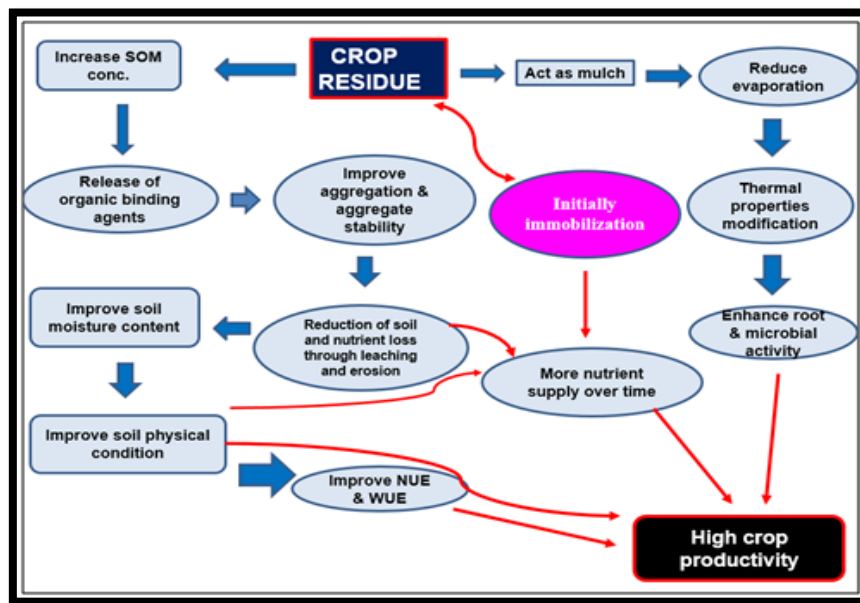 Increase SOM
conc.
CROP
RESIDUE
Act as mulch
Reduce
evaporation
Release of
organic binding
agents
Improve
aggregation &
aggregate
stability
Initially
immobilization
Thermal
properties
modification
Improve soil
moisture content
Reduction of soil
and nutrient loss
through leaching
and erosion
Enhance root
& microbial
activity
More nutrient
supply over time
Improve soil physical
condition
Improve NUE
& WUE
High crop
productivity